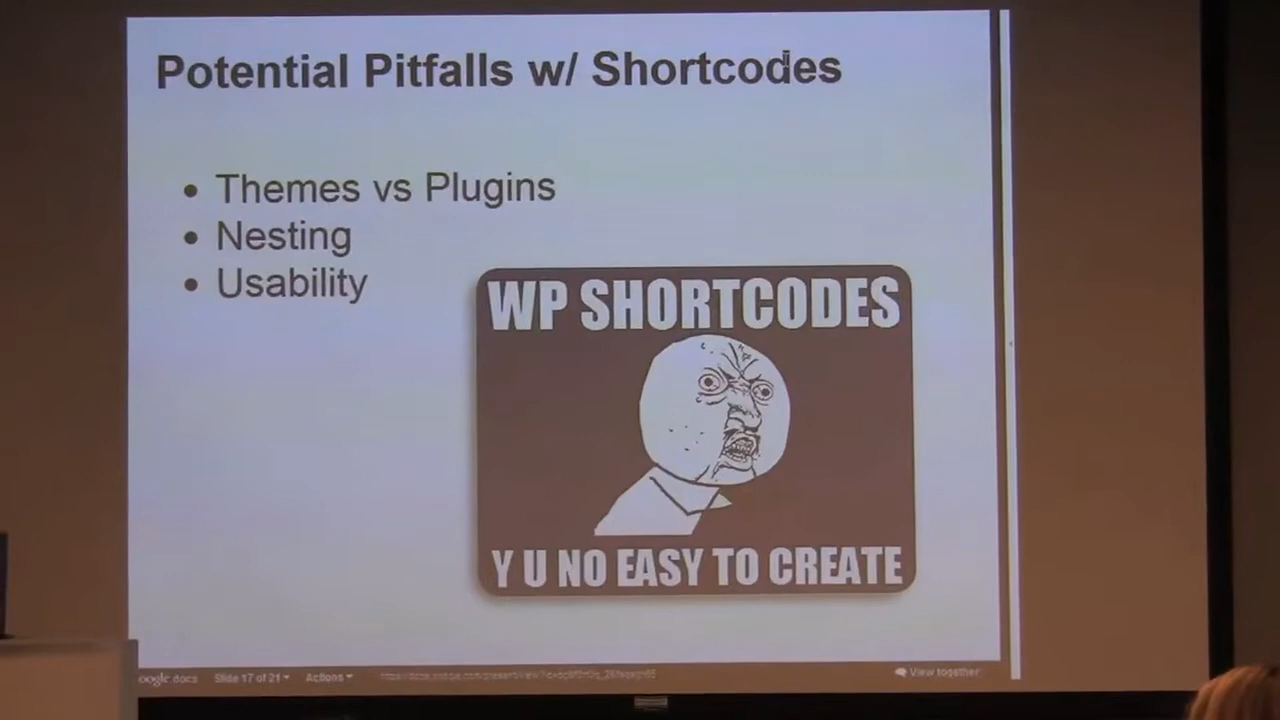 Potential Pitfalls w/ Shortcodes
• Themes vs Plugins
• Nesting
• Usability
WP SHORTCODES
Y U NO EASY TO CREATE
oogle docs Slide 17 of 21 Actions View together